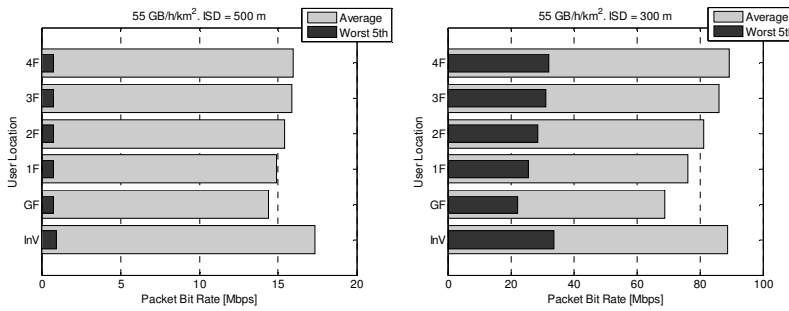 55 GB/h/km². ISD = 500 m
Average
Worst 5th
4F
3F
2F
1F
GF
InV
User Location
0
5
10
15
20
Packet Bit Rate [Mbps]
55 GB/h/km². ISD = 300 m
Average
Worst 5th
4F
3F
2F
1F
GF
InV
User Location
0
20
40
60
80
100
Packet Bit Rate [Mbps]